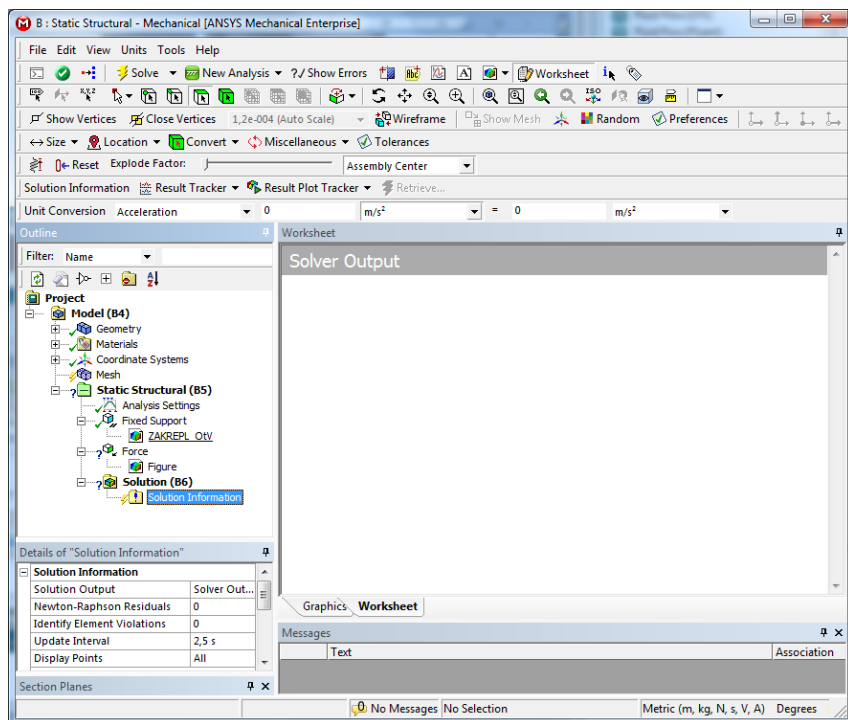 B : Static Structural - Mechanical [ANSYS Mechanical Enterprise]
File Edit View Units Tools Help
Solve New Analysis ?/ Show Errors Worksheet
Show Vertices Close Vertices 1,2e-004 (Auto Scale) Wireframe Show Mesh Random Preferences
Size Location Convert Miscellaneous Tolerances
Reset Explode Factor: Assembly Center
Solution Information Result Tracker Result Plot Tracker Retrieve...
Unit Conversion Acceleration 0 m/s² = 0 m/s²
Outline
Filter: Name
Project
Model (B4)
Geometry
Materials
Coordinate Systems
Mesh
Static Structural (B5)
Analysis Settings
Fixed Support
ZAKREPL_OtV
Force
Figure
Solution (B6)
Solution Information
Details of "Solution Information"
Solution Information
Solution Output Solver Out...
Newton-Raphson Residuals 0
Identify Element Violations 0
Update Interval 2,5 s
Display Points All
Section Planes
Worksheet
Solver Output
Graphics Worksheet
Messages
Text Association
0 No Messages No Selection Metric (m, kg, N, s, V, A) Degrees